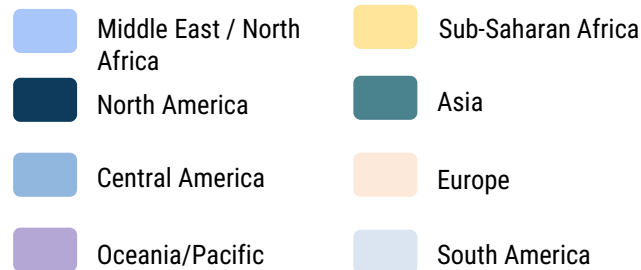 Middle East / North
Africa
Sub-Saharan Africa
North America
Asia
Central America
Europe
Oceania/Pacific
South America